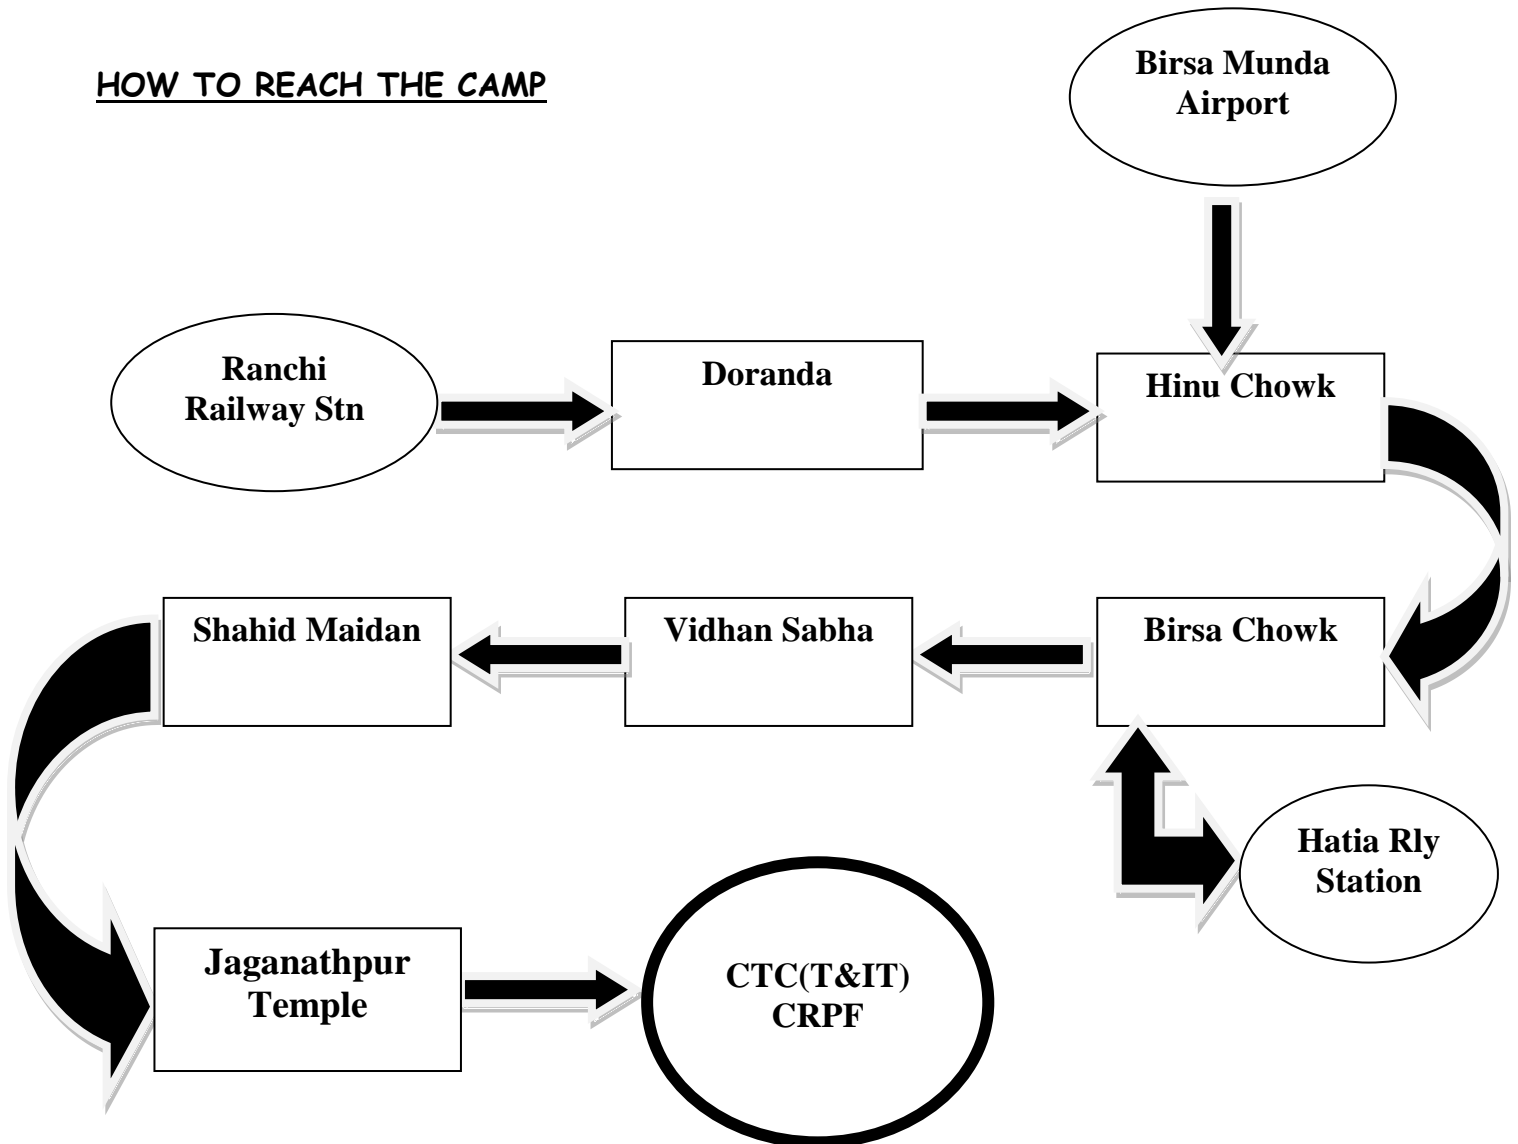 HOW TO REACH THE CAMP
Birsa Munda
Airport
Ranchi
Railway Stn
Doranda
Hinu Chowk
Shahid Maidan
Vidhan Sabha
Birsa Chowk
Hatia Rly
Station
Jaganathpur
Temple
CTC(T&IT)
CRPF